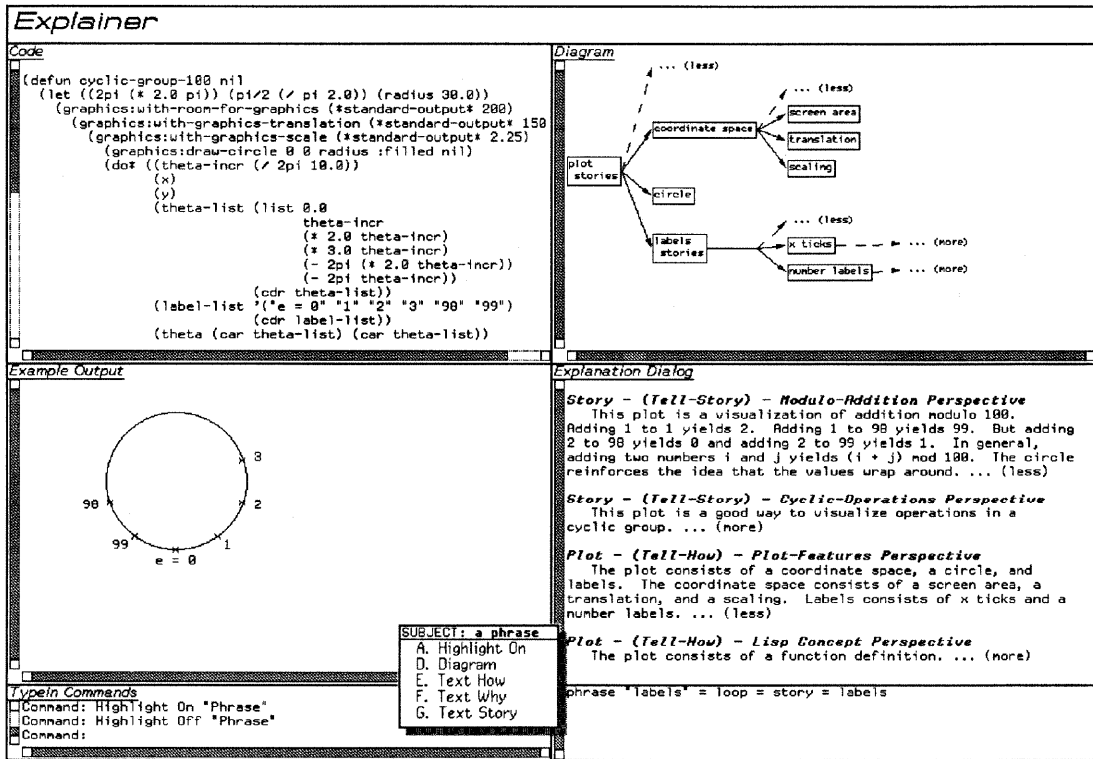 Explainer
Code
(defun cyclic-group-100 nil
(let ((2pi (* 2.0 pi)) (pi/2 (/ pi 2.0)) (radius 30.0))
(graphics:with-room-for-graphics (*standard-output* 200)
(graphics:with-graphics-translation (*standard-output* 150
(graphics:with-graphics-scale (*standard-output* 2.25)
(graphics:draw-circle 0 0 radius :filled nil)
(do* ((theta-incr (/ 2pi 10.0))
(x)
(y)
(theta-list (list 0.0
theta-incr
(* 2.0 theta-incr)
(* 3.0 theta-incr)
(- 2pi (* 2.0 theta-incr))
(- 2pi theta-incr))
(cdr theta-list))
(label-list '("e = 0" "1" "2" "3" "98" "99")
(cdr label-list))
(theta (car theta-list) (car theta-list))
Diagram
... (less)
... (less)
screen area
coordinate space
translation
scaling
plot
stories
circle
... (less)
labels
stories
x ticks
... (more)
number labels
... (more)
Example Output
3
98
2
99
1
e = 0
Explanation Dialog
Story - (Tell-Story) - Modulo-Addition Perspective
This plot is a visualization of addition modulo 100.
Adding 1 to 1 yields 2. Adding 1 to 98 yields 99. But adding
2 to 98 yields 0 and adding 2 to 99 yields 1. In general,
adding two numbers i and j yields (i + j) mod 100. The circle
reinforces the idea that the values wrap around. ... (less)
Story - (Tell-Story) - Cyclic-Operations Perspective
This plot is a good way to visualize operations in a
cyclic group. ... (more)
Plot - (Tell-How) - Plot-Features Perspective
The plot consists of a coordinate space, a circle, and
labels. The coordinate space consists of a screen area, a
translation, and a scaling. Labels consists of x ticks and a
number labels. ... (less)
Plot - (Tell-How) - Lisp Concept Perspective
The plot consists of a function definition. ... (more)
SUBJECT: a phrase
A. Highlight On
D. Diagram
E. Text How
F. Text Why
G. Text Story
Typein Commands
Command: Highlight On "Phrase"
Command: Highlight Off "Phrase"
Command:
phrase "labels" = loop = story = labels